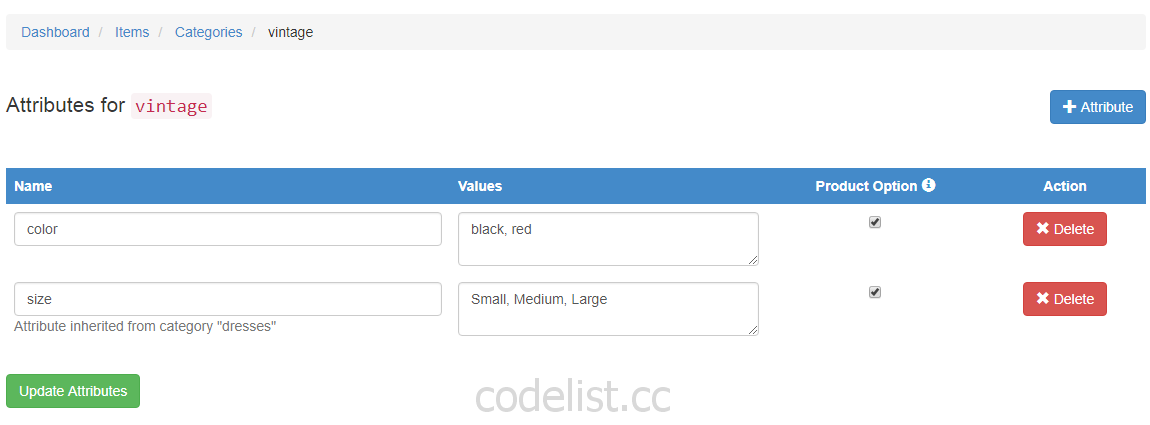 Dashboard / Items / Categories / vintage
Attributes for vintage
Attribute
Name Values Product Option Action
color black, red Delete
size Small, Medium, Large Delete
Attribute inherited from category "dresses"
Update Attributes
codelist.cc